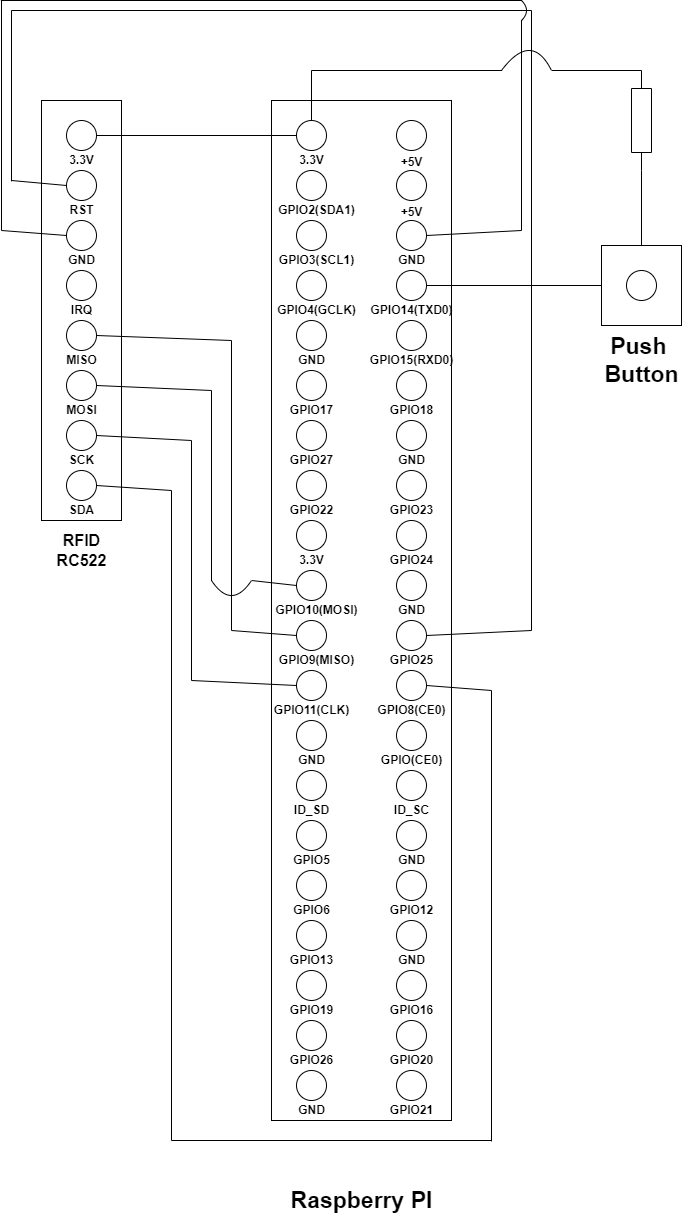 3.3V
RST
GND
IRQ
MISO
MOSI
SCK
SDA
RFID
RC522
3.3V
+5V
GPIO2(SDA1)
+5V
GPIO3(SCL1)
GND
GPIO4(GCLK)
GPIO14(TXD0)
GND
GPIO15(RXD0)
GPIO17
GPIO18
GPIO27
GND
GPIO22
GPIO23
3.3V
GPIO24
GPIO10(MOSI)
GND
GPIO9(MISO)
GPIO25
GPIO11(CLK)
GPIO8(CE0)
GND
GPIO(CE0)
ID_SD
ID_SC
GPIO5
GND
GPIO6
GPIO12
GPIO13
GND
GPIO19
GPIO16
GPIO26
GPIO20
GND
GPIO21
Push
Button
Raspberry PI